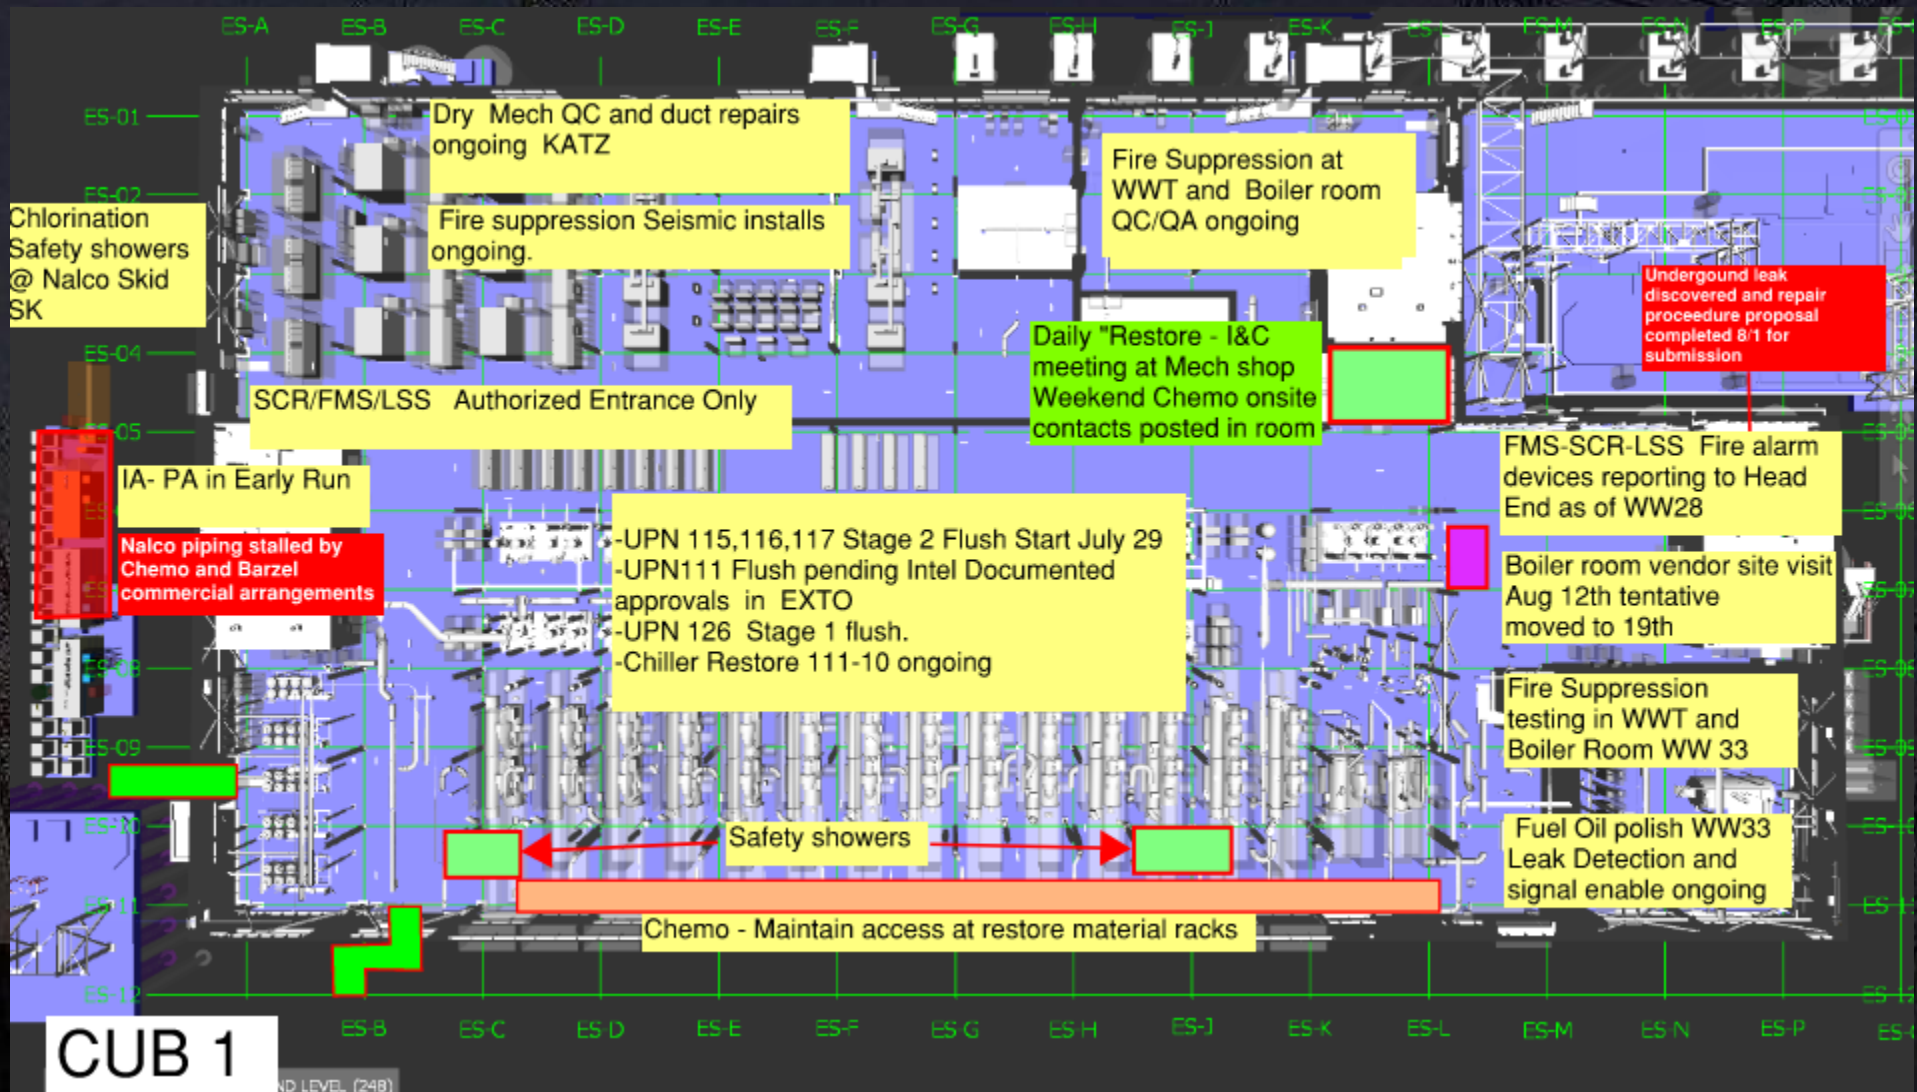 ES-A ES-B ES-C ES-D ES-E ES-F ES-G ES-H ES-J ES-K ES-L ES-M ES-N ES-P
ES-01
Dry Mech QC and duct repairs
ongoing KATZ
Fire Suppression at
WWT and Boiler room
QC/QA ongoing
ES-02
Chlorination
Safety showers
@ Nalco Skid
SK
Fire suppression Seismic installs
ongoing.
Undergound leak
discovered and repair
proceedure proposal
completed 8/1 for
submission
Daily "Restore - I&C
meeting at Mech shop
Weekend Chemo onsite
contacts posted in room
ES-04
SCR/FMS/LSS Authorized Entrance Only
ES-05
FMS-SCR-LSS Fire alarm
devices reporting to Head
End as of WW28
IA- PA in Early Run
Nalco piping stalled by
Chemo and Barzel
commercial arrangements
-UPN 115,116,117 Stage 2 Flush Start July 29
-UPN111 Flush pending Intel Documented
approvals in EXTO
-UPN 126 Stage 1 flush.
-Chiller Restore 111-10 ongoing
Boiler room vendor site visit
Aug 12th tentative
moved to 19th
ES-08
Fire Suppression
testing in WWT and
Boiler Room WW 33
ES-09
ES-10
Safety showers
Fuel Oil polish WW33
Leak Detection and
signal enable ongoing
ES-11
Chemo - Maintain access at restore material racks
ES-12
ES-B ES-C ES-D ES-E ES-F ES-G ES-H ES-J ES-K ES-L ES-M ES-N ES-P
CUB 1
ND LEVEL (248)